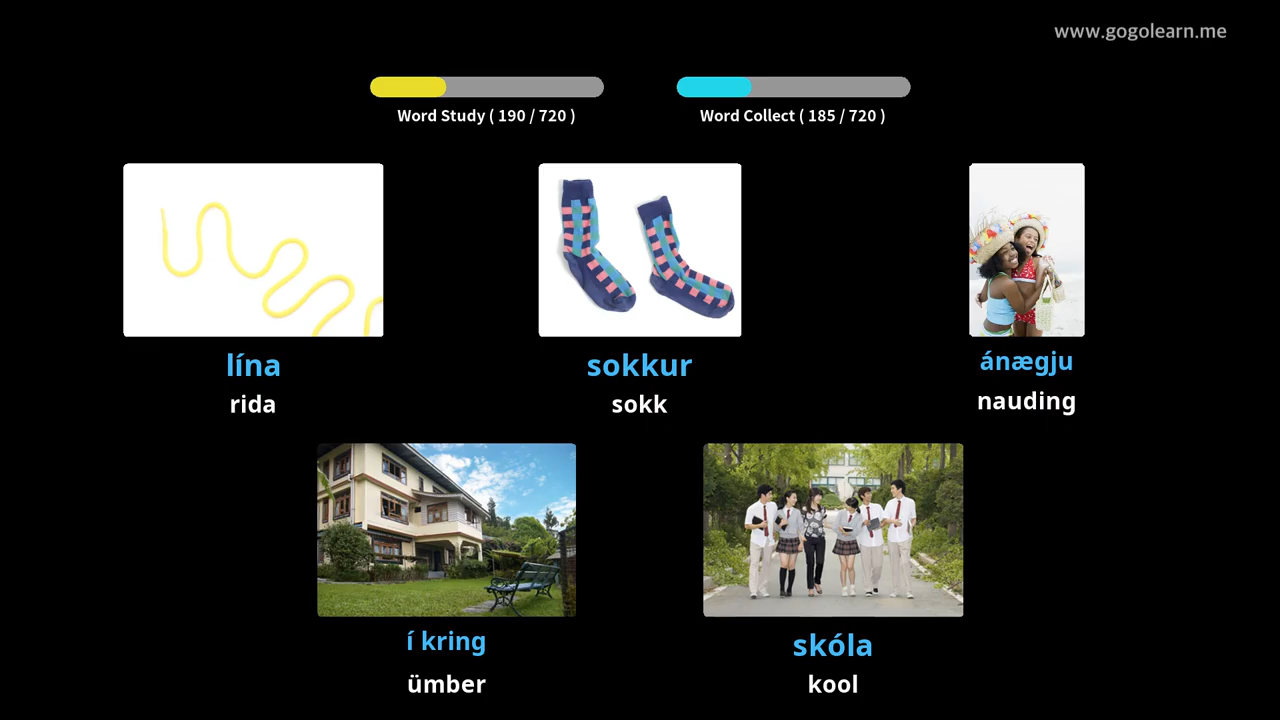 www.gogolearn.me
Word Study ( 190 / 720 )
Word Collect ( 185 / 720 )
lína
rida
sokkur
sokk
ánægju
nauding
í kring
ümber
skóla
kool